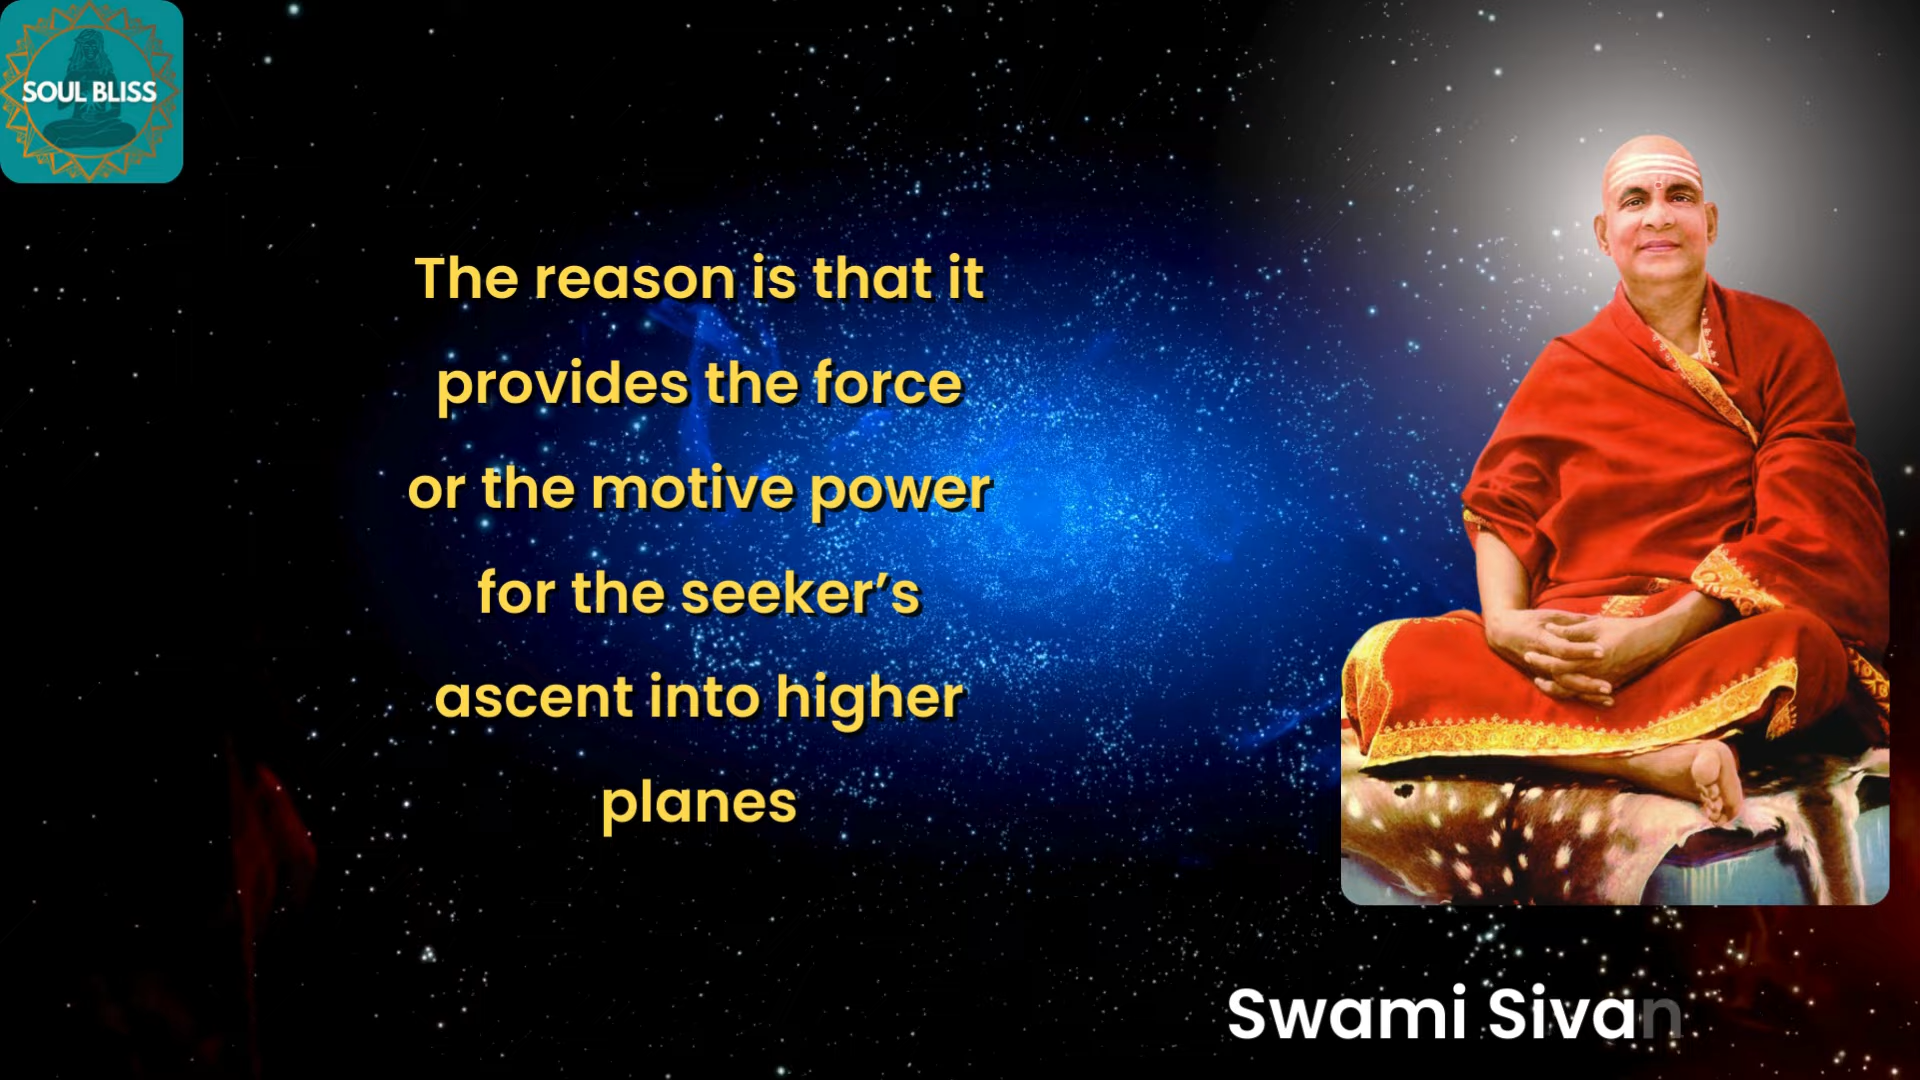 SOUL BLISS
The reason is that it
provides the force
or the motive power
for the seeker’s
ascent into higher
planes
Swami Sivan